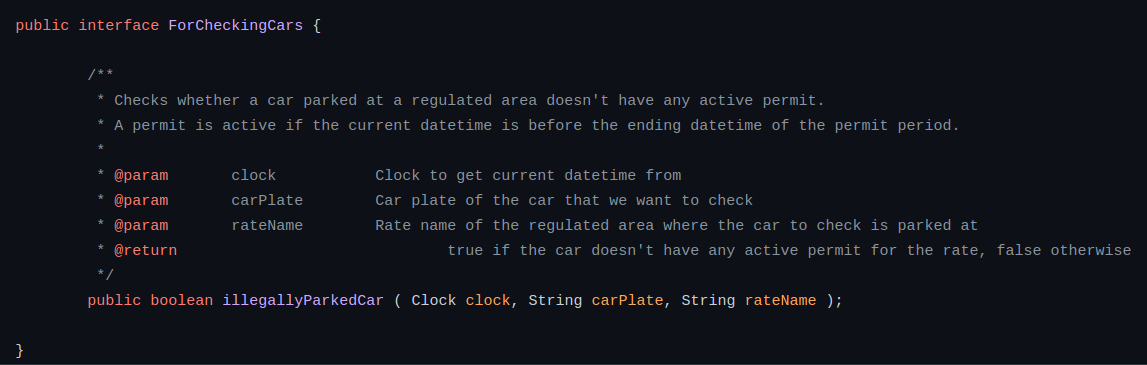 public interface ForCheckingCars {
/**
* Checks whether a car parked at a regulated area doesn't have any active permit.
* A permit is active if the current datetime is before the ending datetime of the permit period.
*
* @param clock Clock to get current datetime from
* @param carPlate Car plate of the car that we want to check
* @param rateName Rate name of the regulated area where the car to check is parked at
* @return true if the car doesn't have any active permit for the rate, false otherwise
*/
public boolean illegallyParkedCar ( Clock clock, String carPlate, String rateName );
}